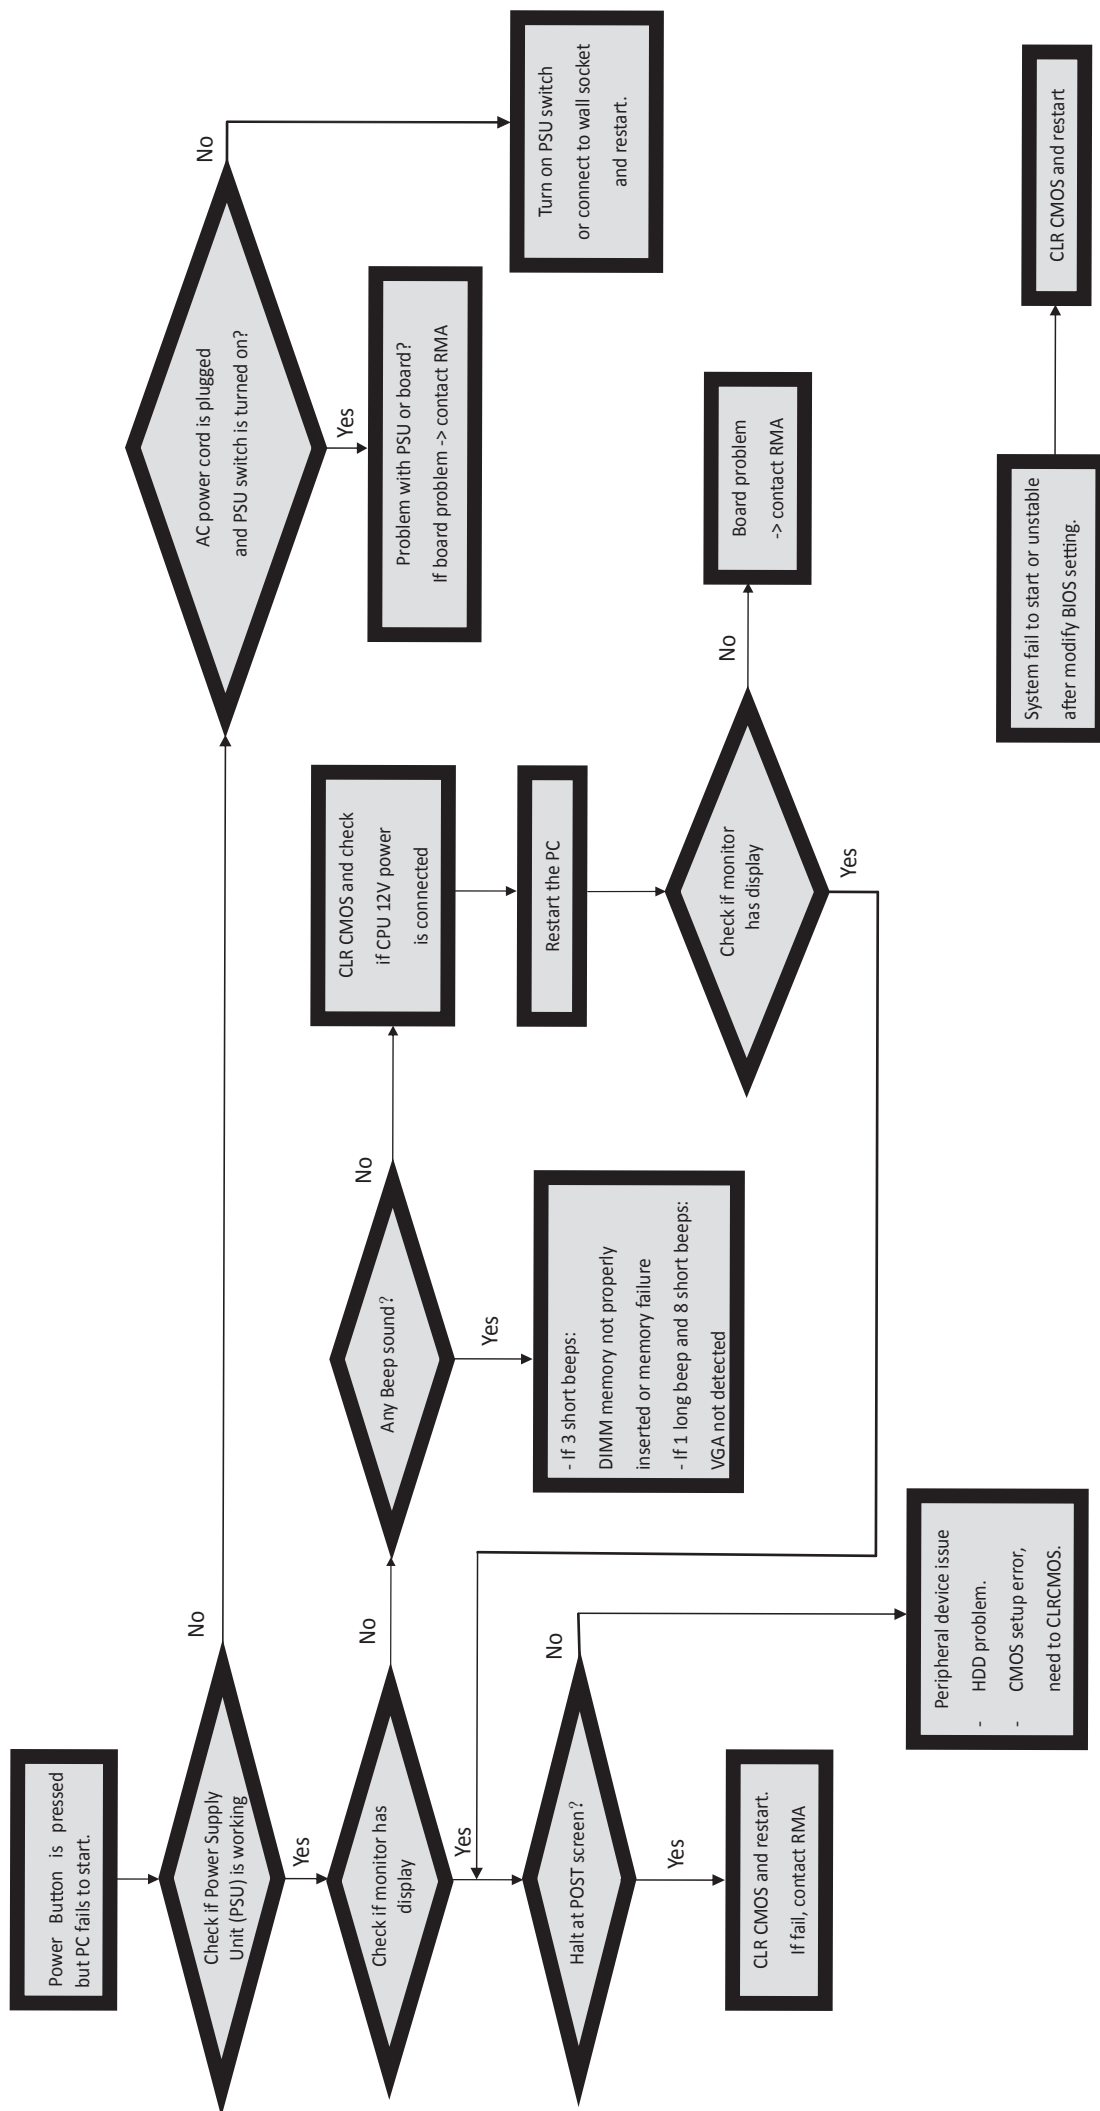 Power Button is pressed
but PC fails to start.
Check if Power Supply
Unit (PSU) is working
No
Yes
AC power cord is plugged
and PSU switch is turned on?
No
Yes
Turn on PSU switch
or connect to wall socket
and restart.
Problem with PSU or board?
If board problem -> contact RMA
Check if monitor has
display
No
Yes
Any Beep sound?
No
Yes
CLR CMOS and check
if CPU 12V power
is connected
Restart the PC
- If 3 short beeps:
DIMM memory not properly
inserted or memory failure
- If 1 long beep and 8 short beeps:
VGA not detected
Check if monitor
has display
No
Yes
Board problem
-> contact RMA
Halt at POST screen?
No
Yes
CLR CMOS and restart.
If fail, contact RMA
Peripheral device issue
- HDD problem.
- CMOS setup error,
need to CLRCMOS.
System fail to start or unstable
after modify BIOS setting.
CLR CMOS and restart